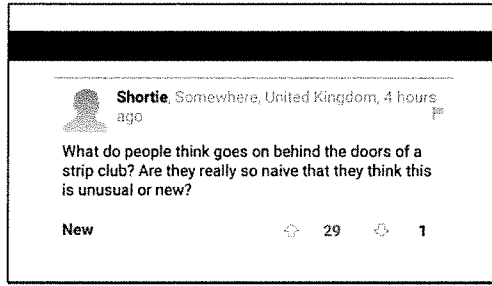 Shortie, Somewhere, United Kingdom, 4 hours
ago
What do people think goes on behind the doors of a
strip club? Are they really so naive that they think this
is unusual or new?
New 29 1